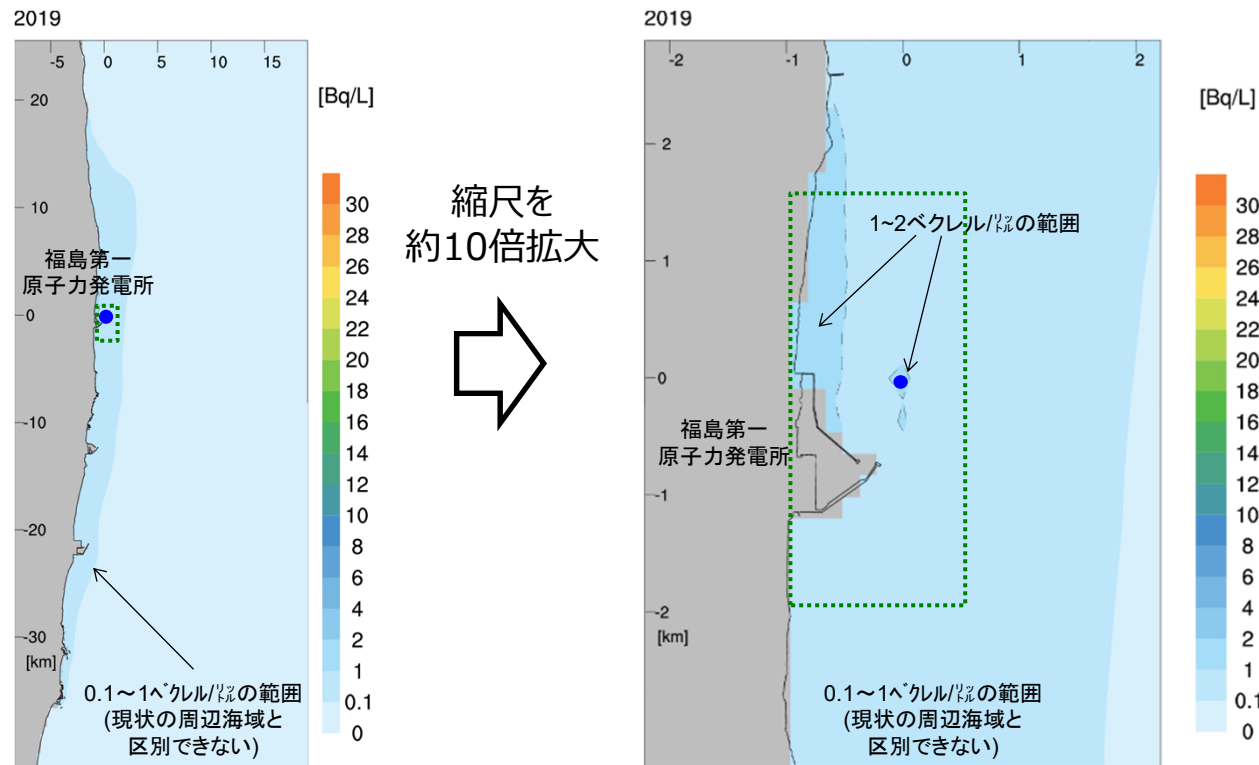 2019
-5 0 5 10 15
20
10
0
-10
-20
-30
[km]
福島第一
原子力発電所
0.1～1ﾍﾞｸﾚﾙ/㍑の範囲
(現状の周辺海域と
区別できない)
[Bq/L]
30
28
26
24
22
20
18
16
14
12
10
8
6
4
2
1
0.1
0
縮尺を
約10倍拡大
2019
-2 -1 0 1 2
2
1
0
-1
-2
[km]
1~2ベクレル/㍑の範囲
福島第一
原子力発電所
0.1～1ﾍﾞｸﾚﾙ/㍑の範囲
(現状の周辺海域と
区別できない)
[Bq/L]
30
28
26
24
22
20
18
16
14
12
10
8
6
4
2
1
0.1
0